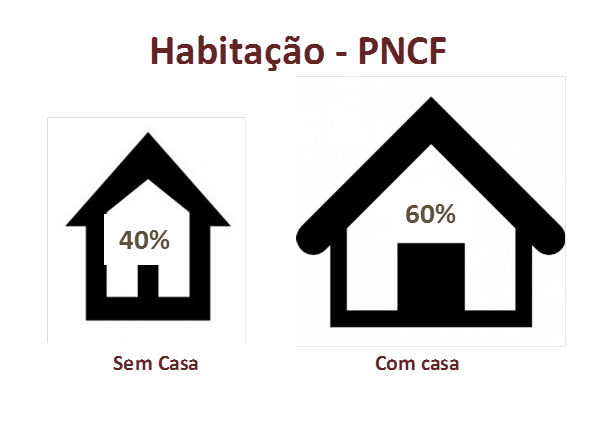 Habitação - PNCF
40%
60%
Sem Casa
Com casa